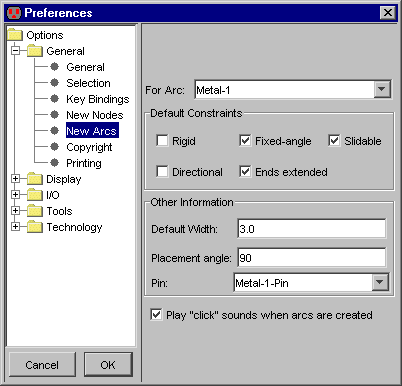 Preferences
Options
General
General
Selection
Key Bindings
New Nodes
New Arcs
Copyright
Printing
Display
I/O
Tools
Technology
Cancel
OK
For Arc: Metal-1
Default Constraints
Rigid Fixed-angle Slidable
Directional Ends extended
Other Information
Default Width: 3.0
Placement angle: 90
Pin: Metal-1-Pin
Play "click" sounds when arcs are created